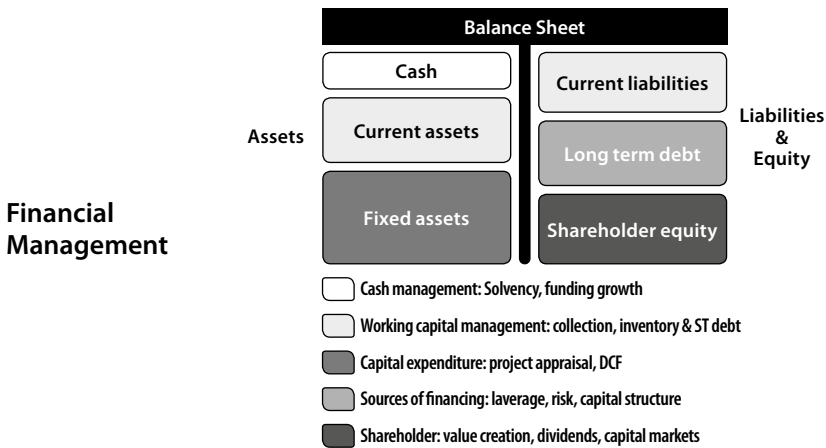 Balance Sheet
Cash
Current assets
Fixed assets
Current liabilities
Long term debt
Shareholder equity
Assets
Liabilities
&
Equity
Financial
Management
Cash management: Solvency, funding growth
Working capital management: collection, inventory & ST debt
Capital expenditure: project appraisal, DCF
Sources of financing: laverage, risk, capital structure
Shareholder: value creation, dividends, capital markets